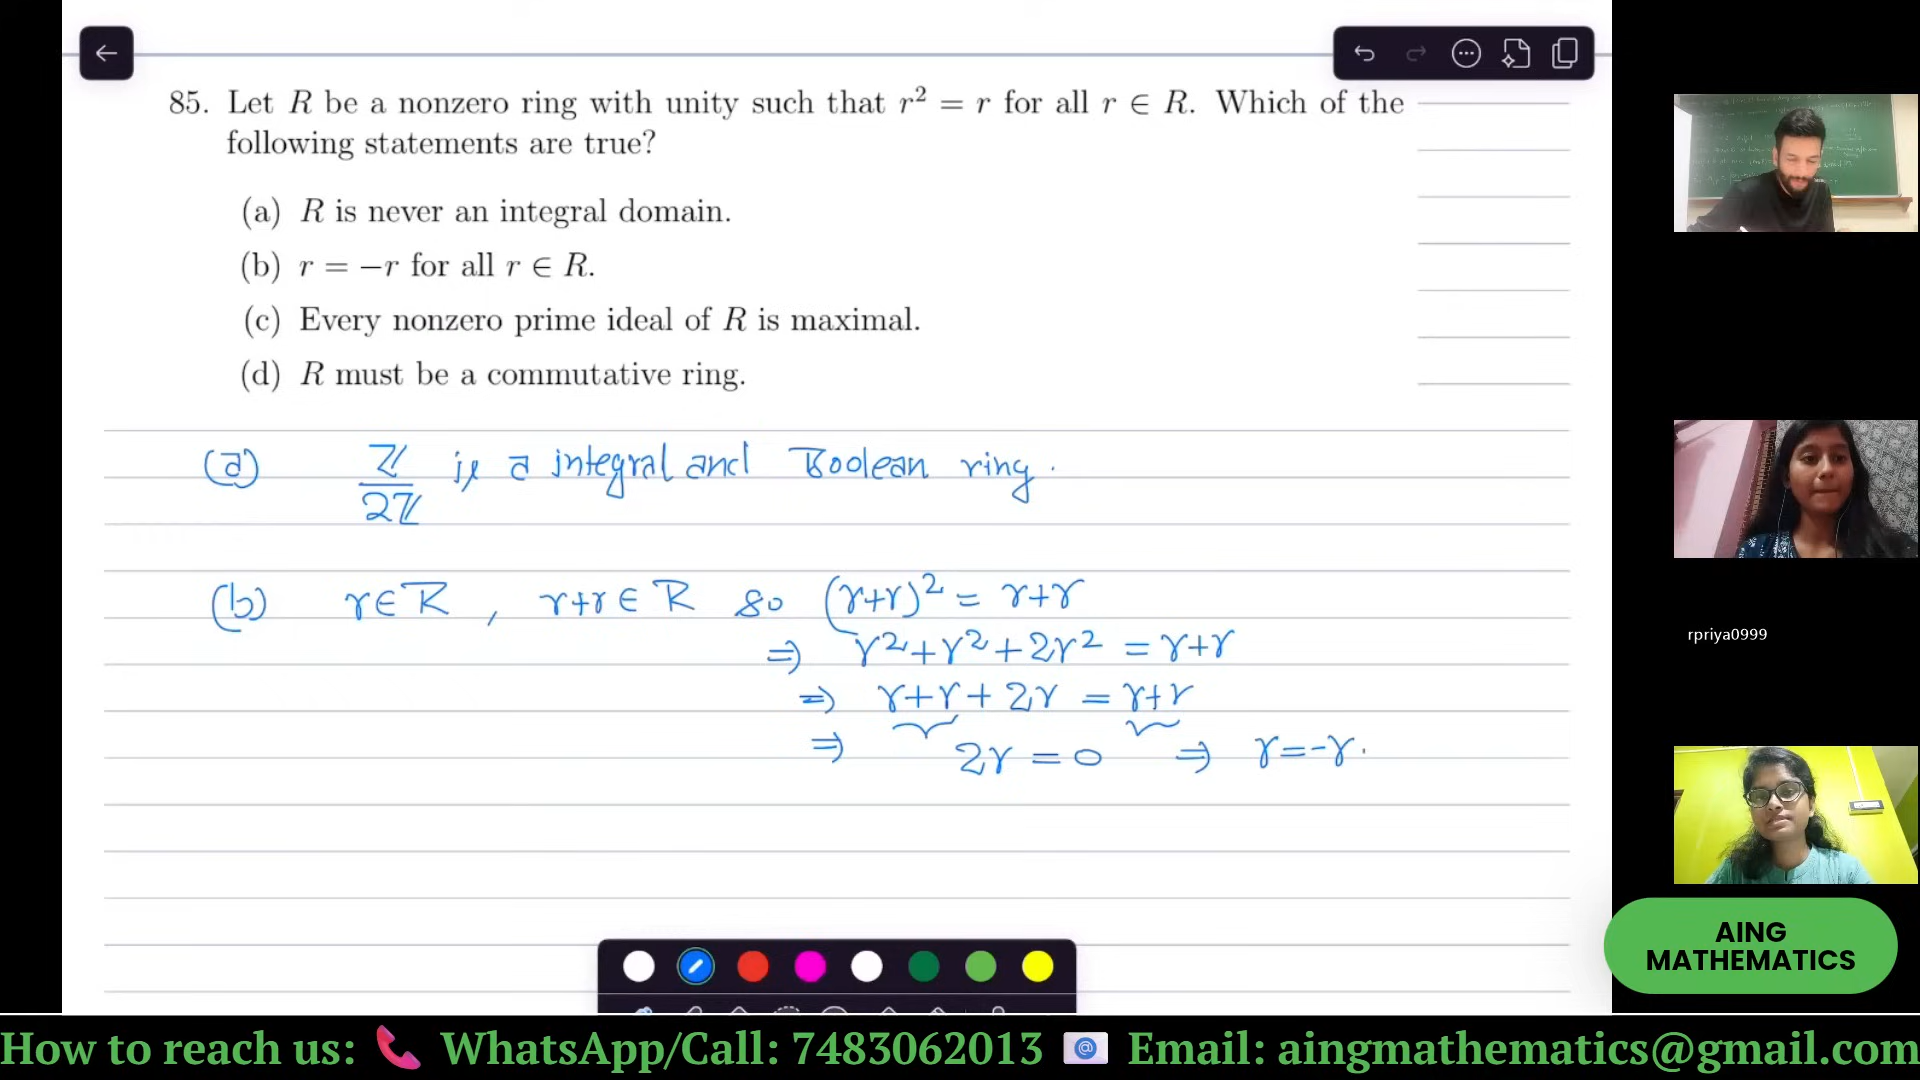 85. Let R be a nonzero ring with unity such that r² = r for all r ∈ R. Which of the
following statements are true?
(a) R is never an integral domain.
(b) r = −r for all r ∈ R.
(c) Every nonzero prime ideal of R is maximal.
(d) R must be a commutative ring.
(a) ℤ/2ℤ is a integral and Boolean ring.
(b) r∈R, r+r∈R so (r+r)² = r+r
⇒ r²+r²+2r² = r+r
⇒ r+r+2r = r+r
⇒ 2r = 0 ⇒ r=-r.
rpriya0999
AING
MATHEMATICS
How to reach us: WhatsApp/Call: 7483062013 Email: aingmathematics@gmail.com